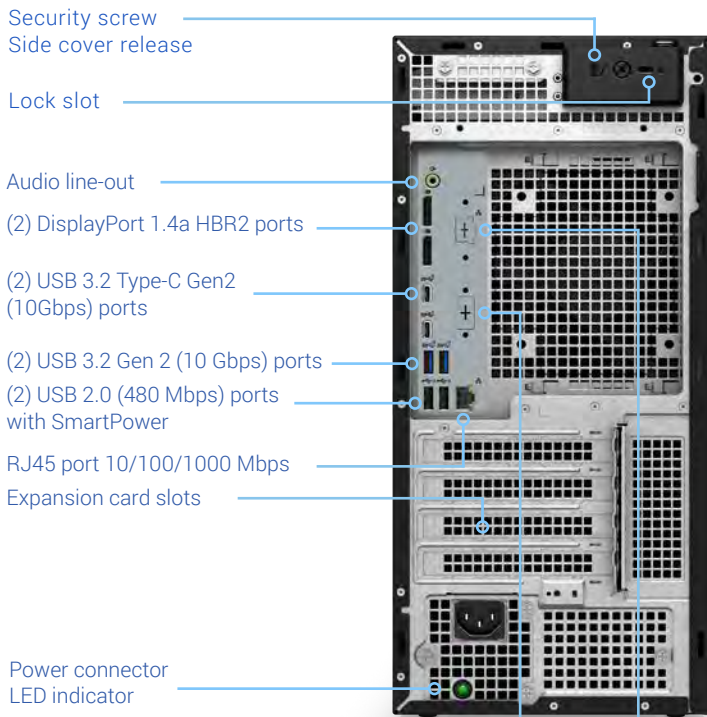 Security screw
Side cover release
Lock slot
Audio line-out
(2) DisplayPort 1.4a HBR2 ports
(2) USB 3.2 Type-C Gen2
(10Gbps) ports
(2) USB 3.2 Gen 2 (10 Gbps) ports
(2) USB 2.0 (480 Mbps) ports
with SmartPower
RJ45 port 10/100/1000 Mbps
Expansion card slots
Power connector
LED indicator